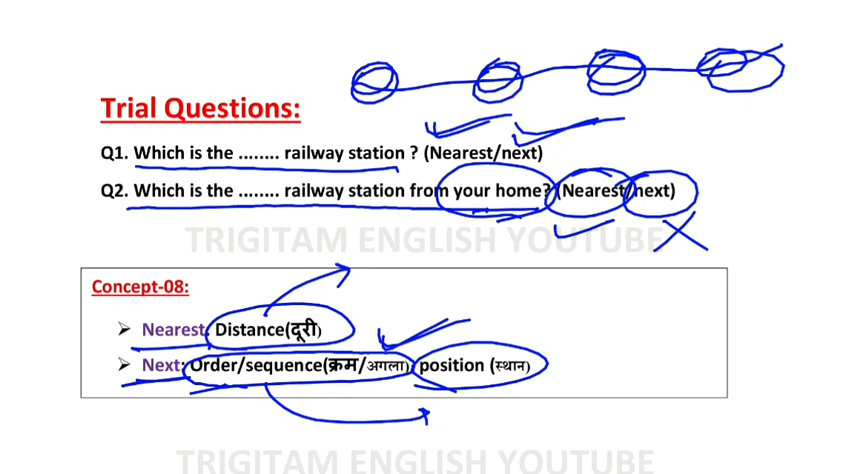 Trial Questions:
Q1. Which is the ........ railway station ? (Nearest/next)
Q2. Which is the ........ railway station from your home? (Nearest/next)
TRIGITAM ENGLISH YOUTUBE
Concept-08:
➢ Nearest: Distance(दूरी)
➢ Next: Order/sequence(क्रम/अगला) position (स्थान)
TRIGITAM ENGLISH YOUTUBE